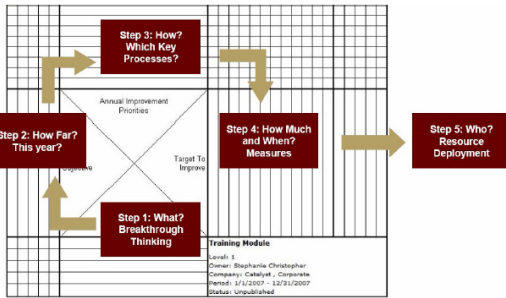 Step 3: How?
Which Key
Processes?
Annual Improvement
Priorities
Step 2: How Far?
This year?
Step 4: How Much
and When?
Measures
Step 5: Who?
Resource
Deployment
Target To
Improve
Step 1: What?
Breakthrough
Thinking
Training Module
Level: 1
Owner: Stephanie Christopher
Company: Catalyst , Corporate
Period: 1/1/2007 - 12/31/2007
Status: Unpublished